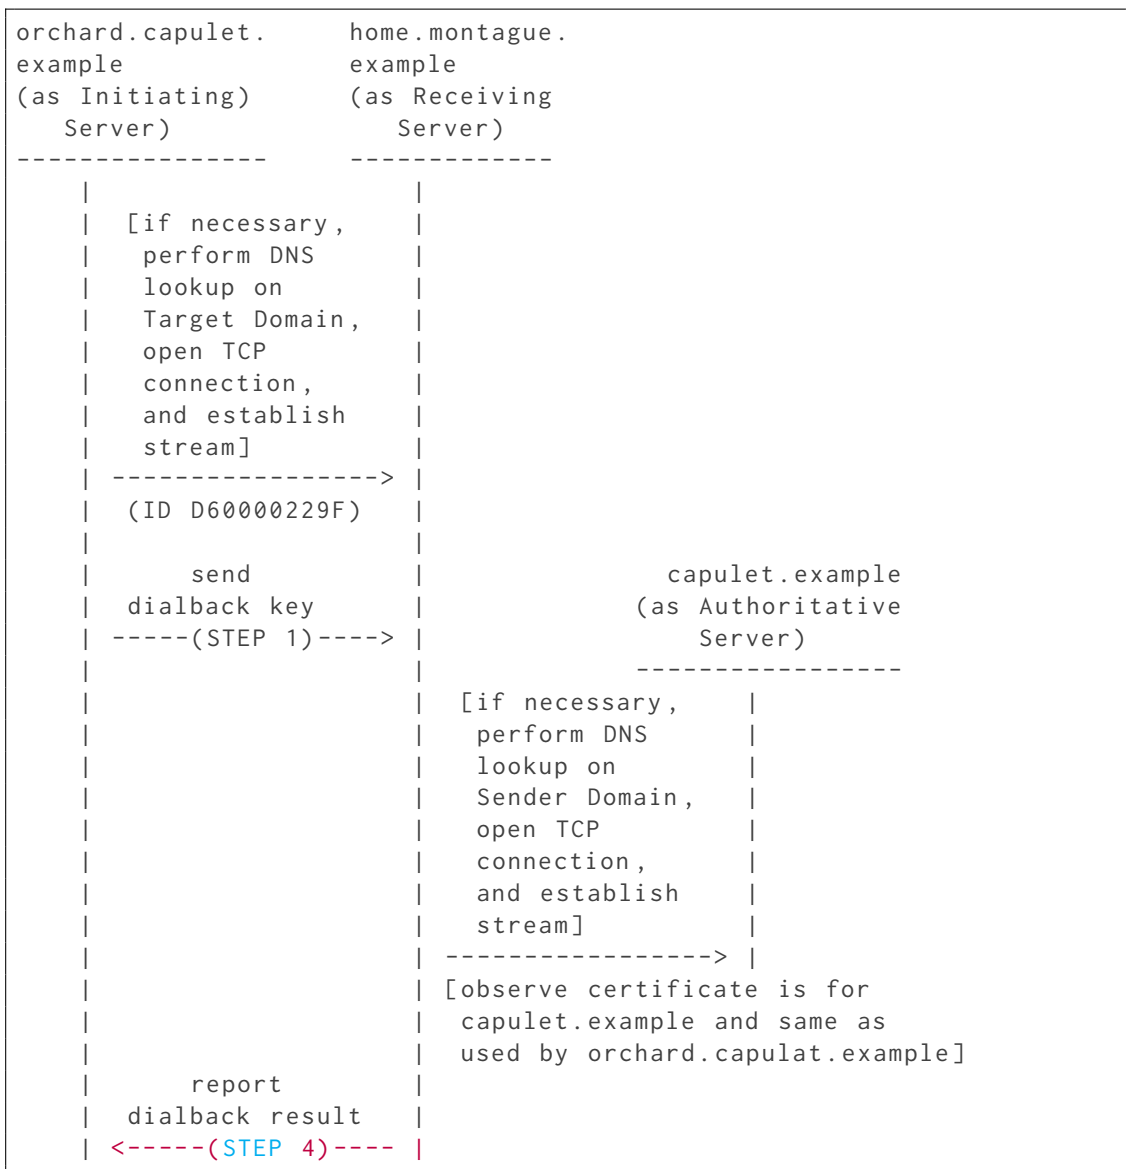 orchard.capulet.     home.montague.
example              example
(as Initiating)      (as Receiving
   Server)              Server)
----------------     -------------
    |                    |
    |  [if necessary,    |
    |   perform DNS      |
    |   lookup on        |
    |   Target Domain,   |
    |   open TCP         |
    |   connection,      |
    |   and establish    |
    |   stream]          |
    | -----------------> |
    |  (ID D60000229F)   |
    |                    |
    |      send          |               capulet.example
    |  dialback key      |             (as Authoritative
    | -----(STEP 1)----> |                 Server)
    |                    |             -----------------
    |                    |  [if necessary,    |
    |                    |   perform DNS      |
    |                    |   lookup on        |
    |                    |   Sender Domain,   |
    |                    |   open TCP         |
    |                    |   connection,      |
    |                    |   and establish    |
    |                    |   stream]          |
    |                    | -----------------> |
    |                    | [observe certificate is for
    |                    |  capulet.example and same as
    |                    |  used by orchard.capulat.example]
    |      report        |
    |  dialback result   |
    | <-----(STEP 4)---- |